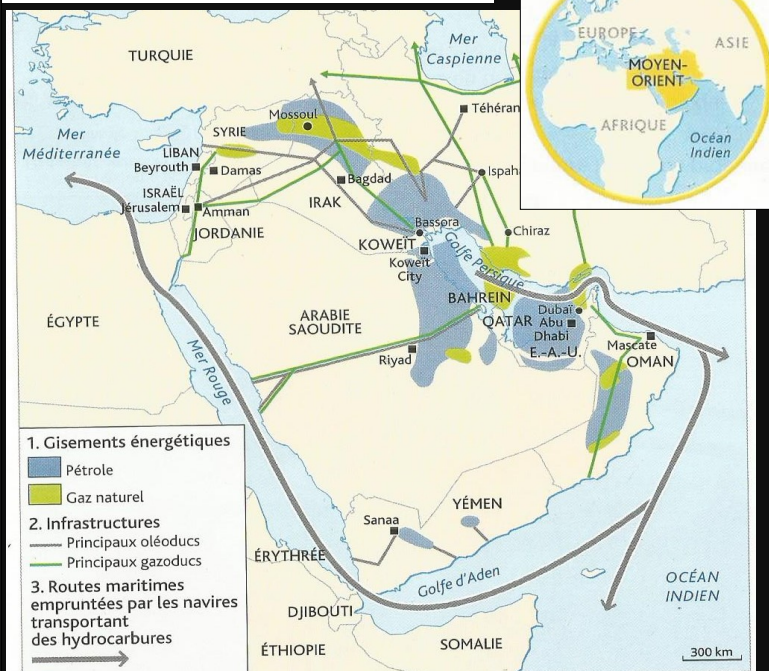 TURQUIE
Mer
Caspienne
Téhéran
EUROPE
ASIE
MOYEN-
ORIENT
AFRIQUE
Océan
Indien
Mossoul
Mer
Méditerranée
SYRIE
LIBAN
Beyrouth
Damas
Ispah
Bagdad
ISRAËL
Jérusalem
Amman
IRAK
JORDANIE
Bassora
Chiraz
KOWEÏT
Koweït
City
Golfe Persique
BAHREIN
QATAR
Dubaï
Abu
Dhabi
E.-A.-U.
ÉGYPTE
ARABIE
SAOUDITE
Riyad
Mascate
OMAN
Mer Rouge
1. Gisements énergétiques
Pétrole
Gaz naturel
2. Infrastructures
Principaux oléoducs
Principaux gazoducs
3. Routes maritimes
empruntées par les navires
transportant
des hydrocarbures
YÉMEN
Sanaa
ÉRYTHRÉE
Golfe d'Aden
OCÉAN
INDIEN
DJIBOUTI
ÉTHIOPIE
SOMALIE
300 km